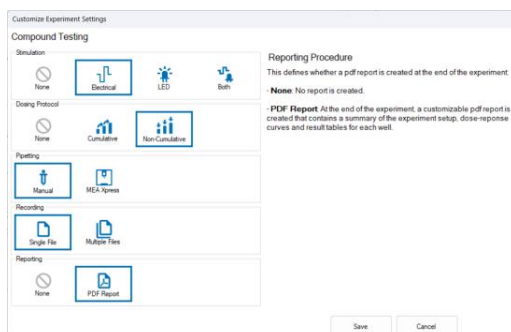 Customize Experiment Settings
Compound Testing
Stimulation
None
Electrical
LED
Both
Dosing Protocol
None
Cumulative
Non-Cumulative
Pipetting
Manual
MEA Xpress
Recording
Single File
Multiple Files
Reporting
None
PDF Report
Reporting Procedure
This defines whether a pdf report is created at the end of the experiment
- None: No report is created.
- PDF Report: At the end of the experiment, a customizable pdf report is
created that contains a summary of the experiment setup, dose-reponse
curves and result tables for each well.
Save
Cancel